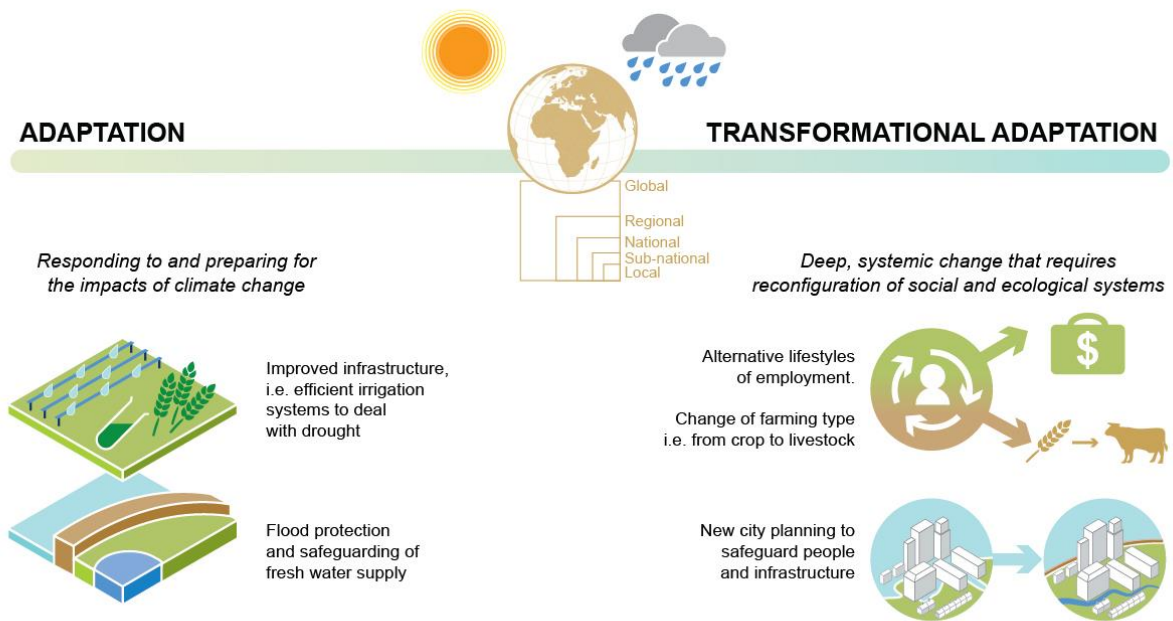 ADAPTATION
TRANSFORMATIONAL ADAPTATION
Global
Regional
National
Sub-national
Local
Responding to and preparing for
the impacts of climate change
Improved infrastructure,
i.e. efficient irrigation
systems to deal
with drought
Flood protection
and safeguarding of
fresh water supply
Deep, systemic change that requires
reconfiguration of social and ecological systems
Alternative lifestyles
of employment.
$
Change of farming type
i.e. from crop to livestock
New city planning to
safeguard people
and infrastructure